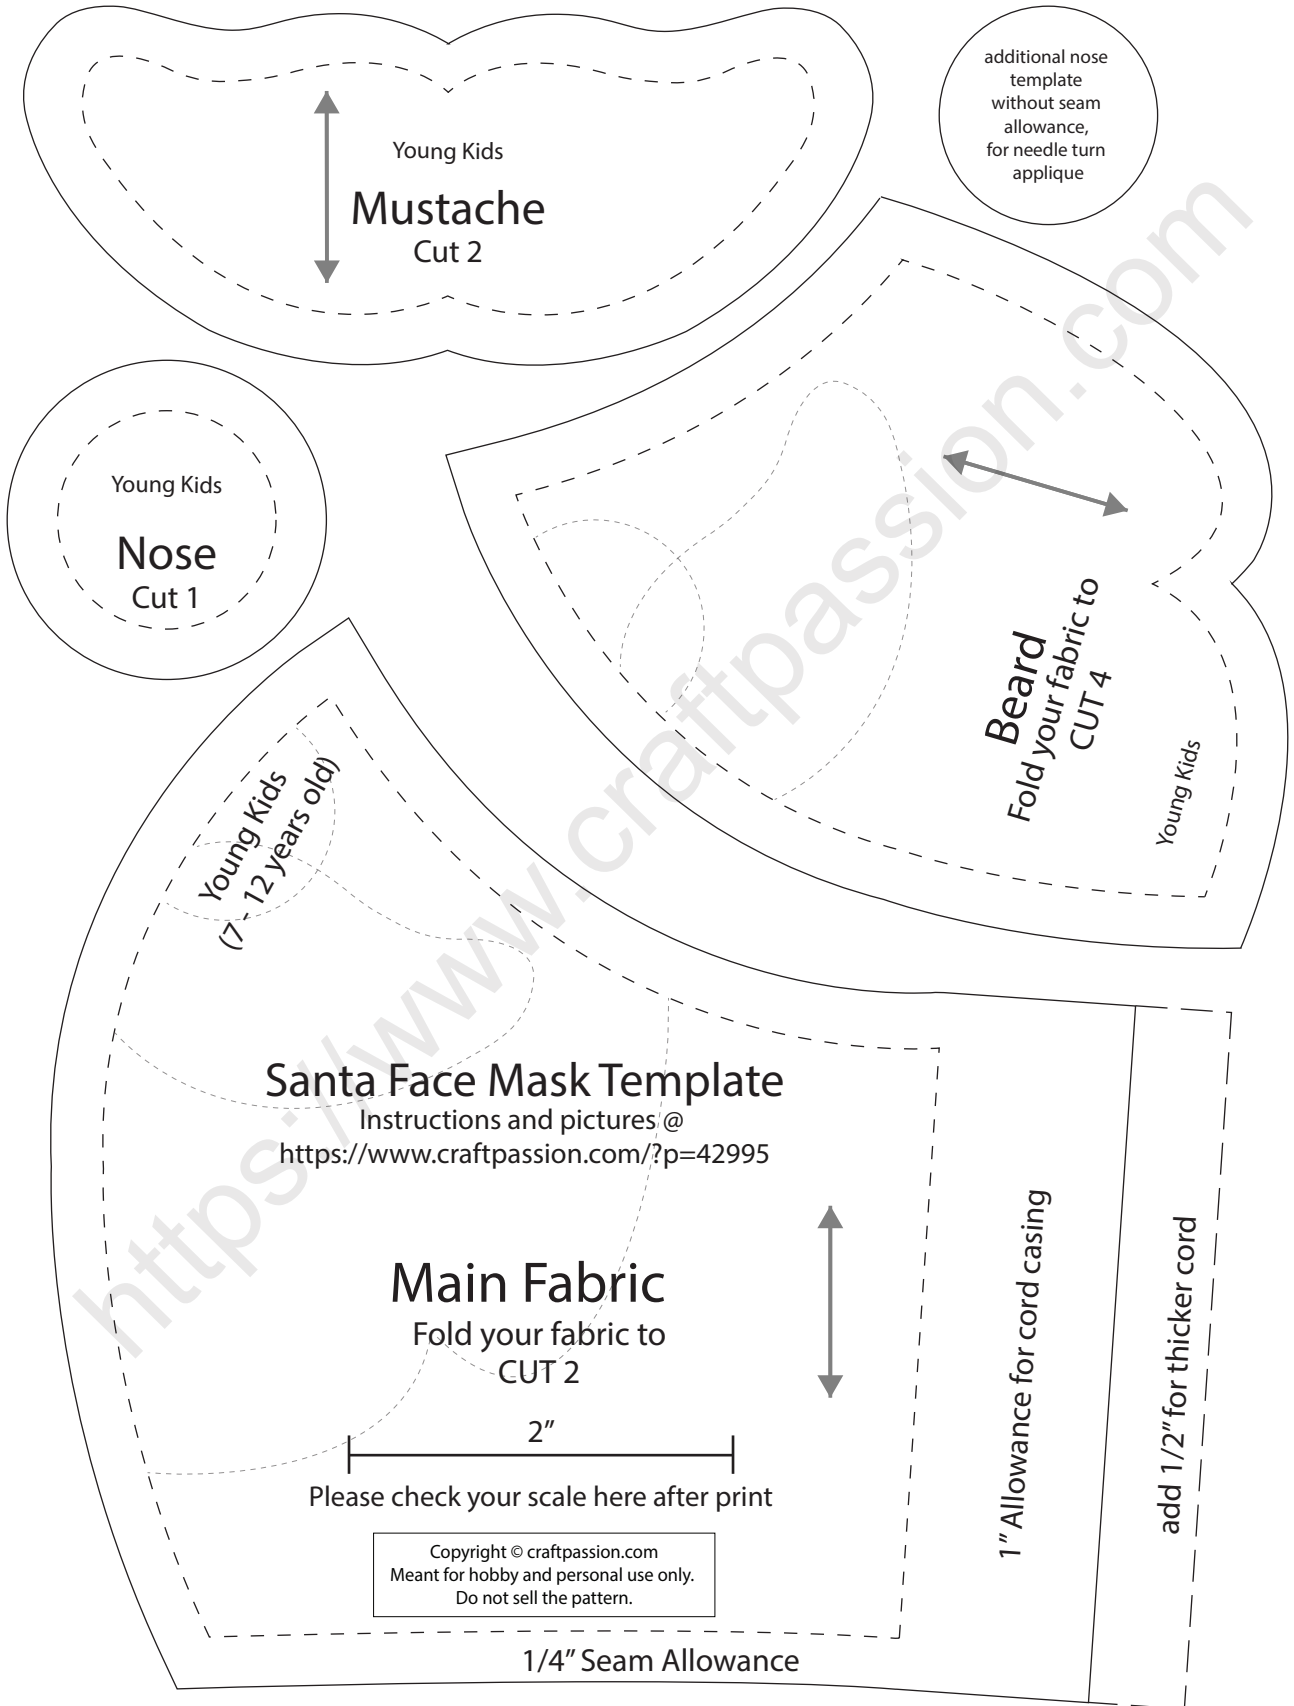 Young Kids
Mustache
Cut 2
additional nose
template
without seam
allowance,
for needle turn
applique
Young Kids
Nose
Cut 1
Beard
Fold your fabric to
CUT 4
Young Kids
Young Kids
(7 - 12 years old)
Santa Face Mask Template
Instructions and pictures @
https://www.craftpassion.com/?p=42995
Main Fabric
Fold your fabric to
CUT 2
2”
Please check your scale here after print
Copyright © craftpassion.com
Meant for hobby and personal use only.
Do not sell the pattern.
1/4” Seam Allowance
1” Allowance for cord casing
add 1/2” for thicker cord
https://www.craftpassion.com